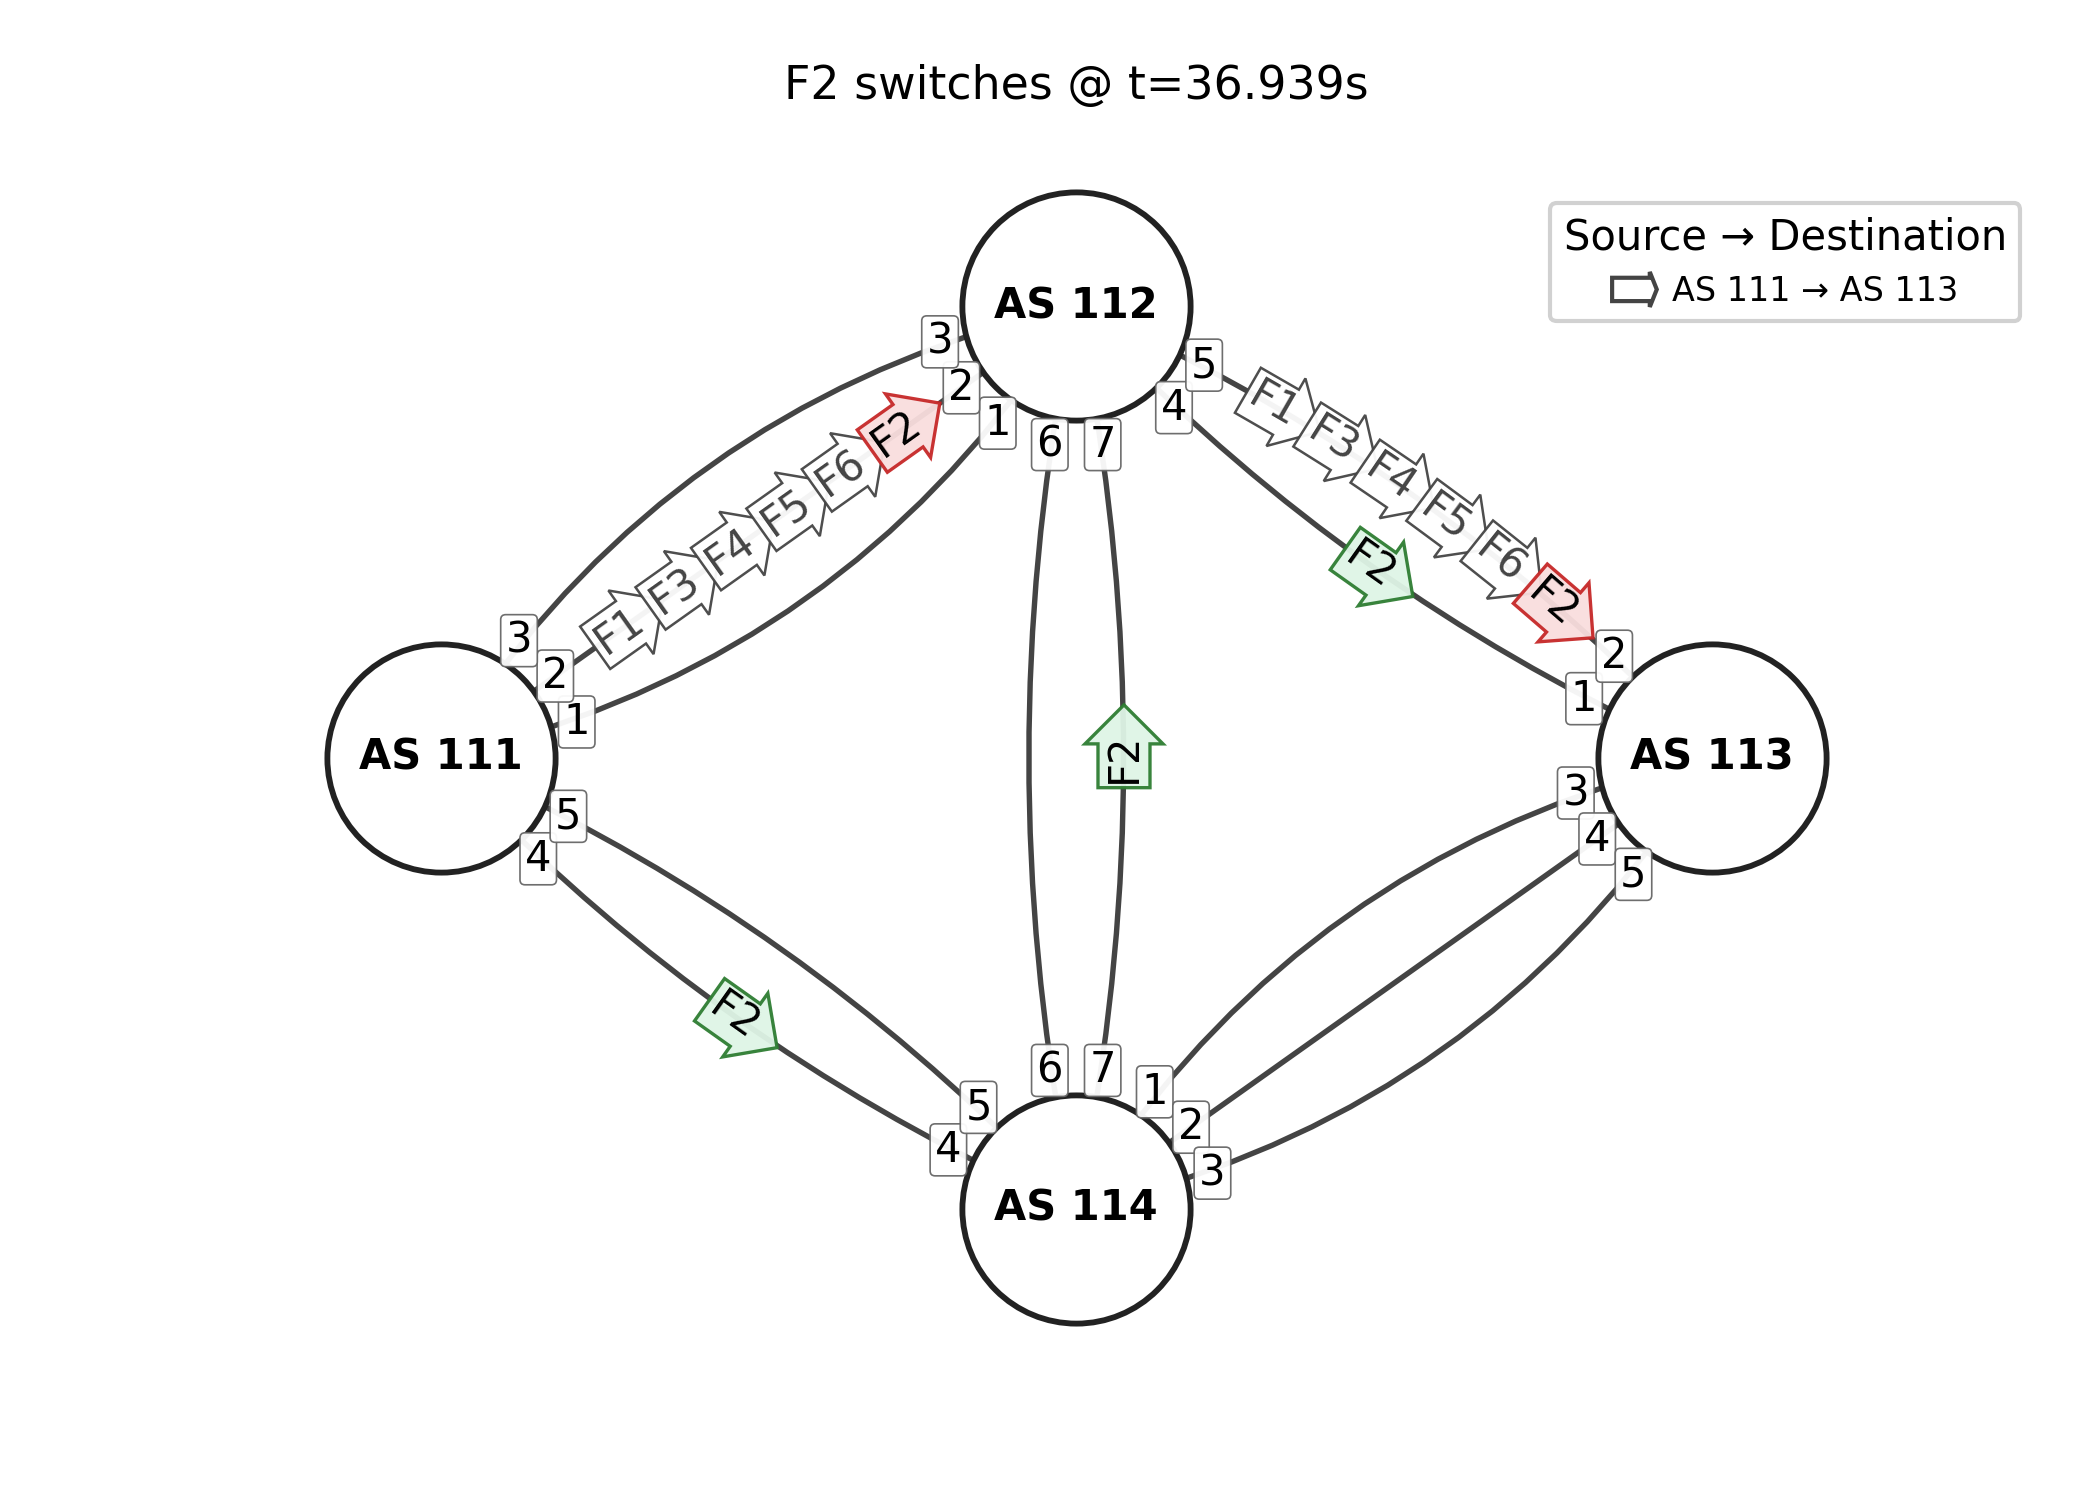 F2 switches @ t=36.939s
Source → Destination
AS 111 → AS 113
AS 112
3
2
1
6
7
4
5
F1
F3
F4
F5
F6
F2
F1
F3
F4
F5
F6
F2
F2
3
2
1
AS 111
5
4
2
1
AS 113
3
4
5
F2
F2
6
7
5
4
1
2
3
AS 114